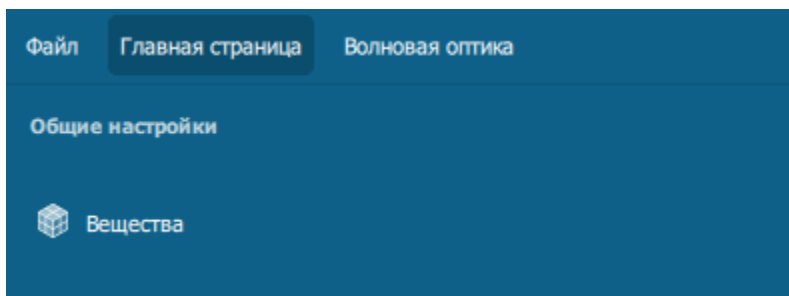 Файл Главная страница Волновая оптика
Общие настройки
Вещества